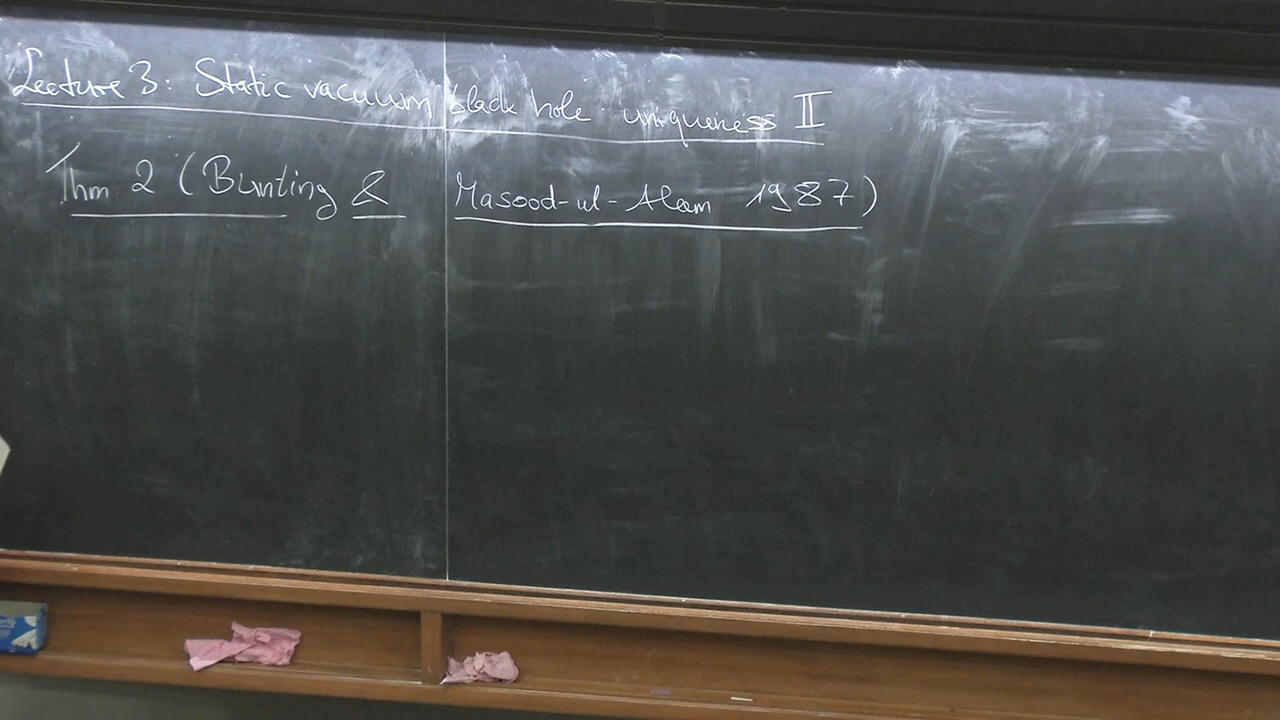 Lecture 3: Static vacuum black hole uniqueness II
Thm 2 (Bunting & Masood-ul-Alam 1987)